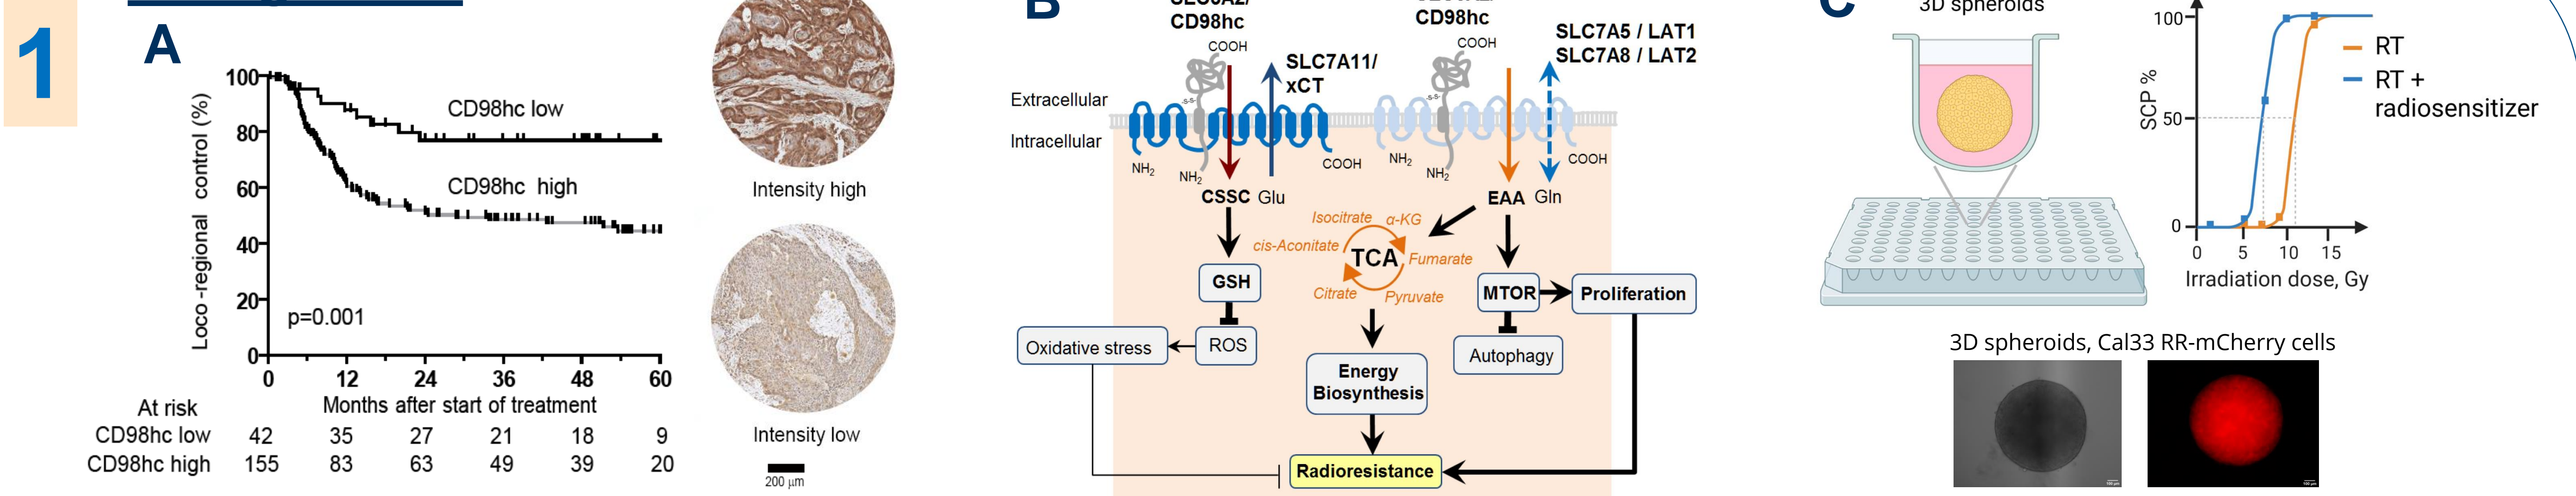 1
A
Loco -regional control (%)
100
80
60
40
20
0
CD98hc low
CD98hc high
p=0.001
0 12 24 36 48 60
Months after start of treatment
At risk
CD98hc low 42 35 27 21 18 9
CD98hc high 155 83 63 49 39 20
Intensity high
Intensity low
200 µm
B
CD98hc
COOH
SLC7A11/
xCT
-s-s-
Extracellular
Intracellular
NH2
NH2
COOH
CD98hc
COOH
SLC7A5 / LAT1
SLC7A8 / LAT2
-s-s-
NH2
NH2
COOH
CSSC Glu
EAA Gln
Isocitrate α-KG
cis-Aconitate
TCA
Fumarate
Citrate
Pyruvate
GSH
ROS
Oxidative stress
MTOR
Proliferation
Autophagy
Energy
Biosynthesis
Radioresistance
C
3D spheroids
SCP %
100
50
0
0 5 10 15
Irradiation dose, Gy
RT
RT +
radiosensitizer
3D spheroids, Cal33 RR-mCherry cells